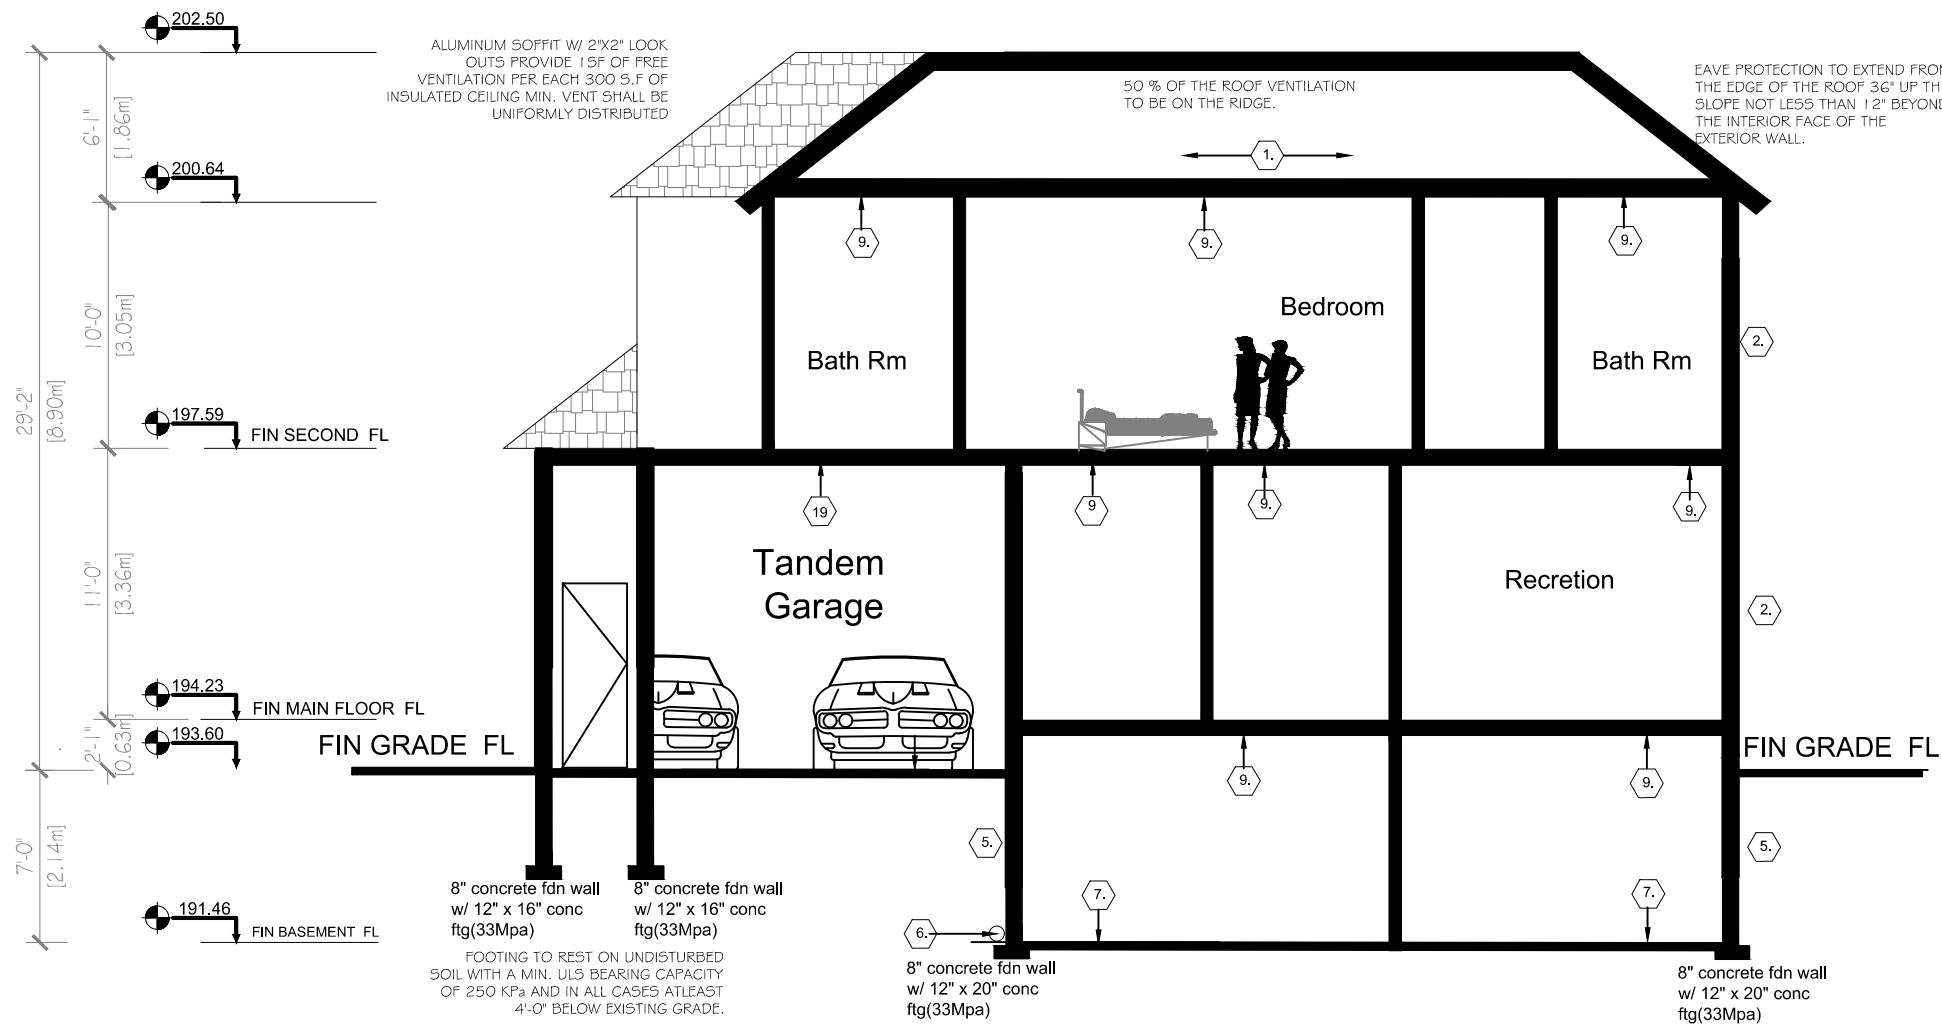 202.50
6'-1"
[1.86m]
200.64
10'-0"
[3.05m]
29'-2"
[8.90m]
197.59
FIN SECOND FL
11'-0"
[3.36m]
194.23
FIN MAIN FLOOR FL
193.60
2'-1"
[0.63m]
7'-0"
[2.14m]
191.46
FIN BASEMENT FL
ALUMINUM SOFFIT W/ 2"X2" LOOK
OUTS PROVIDE 1SF OF FREE
VENTILATION PER EACH 300 S.F OF
INSULATED CEILING MIN. VENT SHALL BE
UNIFORMLY DISTRIBUTED
50 % OF THE ROOF VENTILATION
TO BE ON THE RIDGE.
1.
EAVE PROTECTION TO EXTEND FROM
THE EDGE OF THE ROOF 36" UP TH
SLOPE NOT LESS THAN 12" BEYOND
THE INTERIOR FACE OF THE
EXTERIOR WALL.
9.
9.
9.
Bedroom
Bath Rm
Bath Rm
2.
19
9
9.
9.
Tandem
Garage
Recretion
2.
FIN GRADE FL
FIN GRADE FL
9.
9.
5.
5.
7.
7.
6.
8" concrete fdn wall
w/ 12" x 16" conc
ftg(33Mpa)
8" concrete fdn wall
w/ 12" x 16" conc
ftg(33Mpa)
FOOTING TO REST ON UNDISTURBED
SOIL WITH A MIN. ULS BEARING CAPACITY
OF 250 KPa AND IN ALL CASES ATLEAST
4'-0" BELOW EXISTING GRADE.
8" concrete fdn wall
w/ 12" x 20" conc
ftg(33Mpa)
8" concrete fdn wall
w/ 12" x 20" conc
ftg(33Mpa)